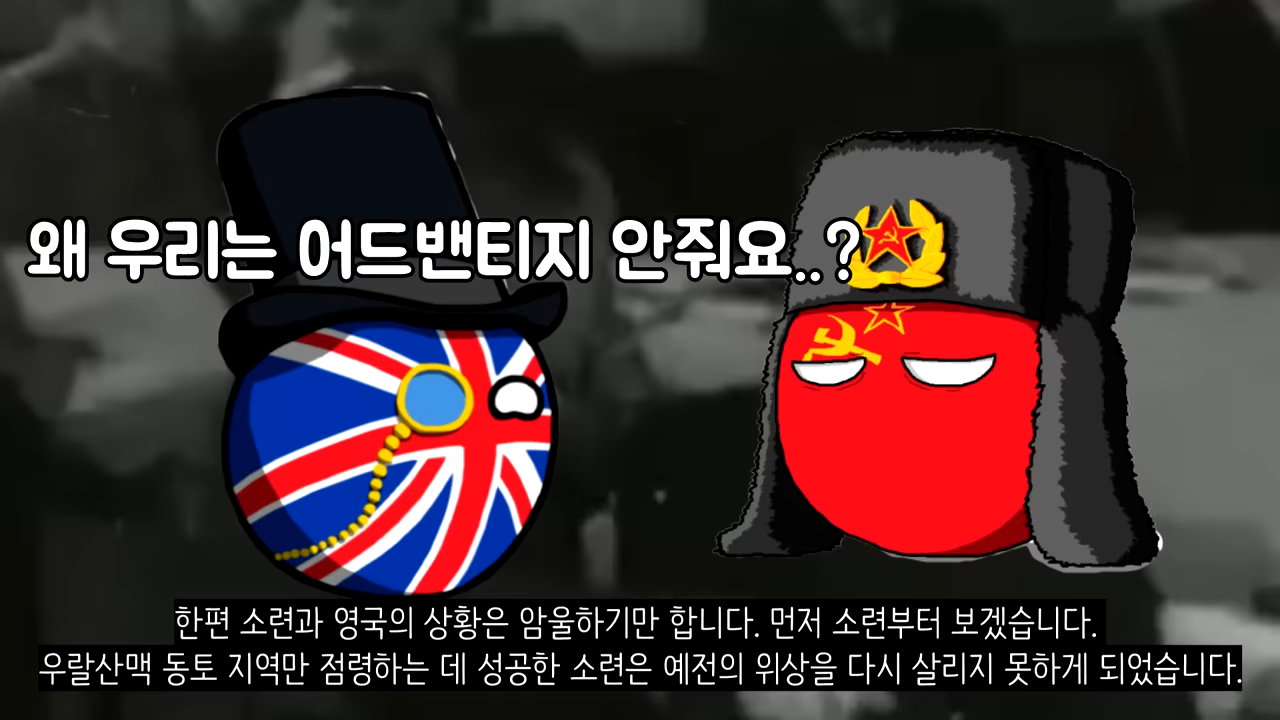 왜 우리는 어드밴티지 안줘요..?
한편 소련과 영국의 상황은 암울하기만 합니다. 먼저 소련부터 보겠습니다.
우랄산맥 동토 지역만 점령하는 데 성공한 소련은 예전의 위상을 다시 살리지 못하게 되었습니다.